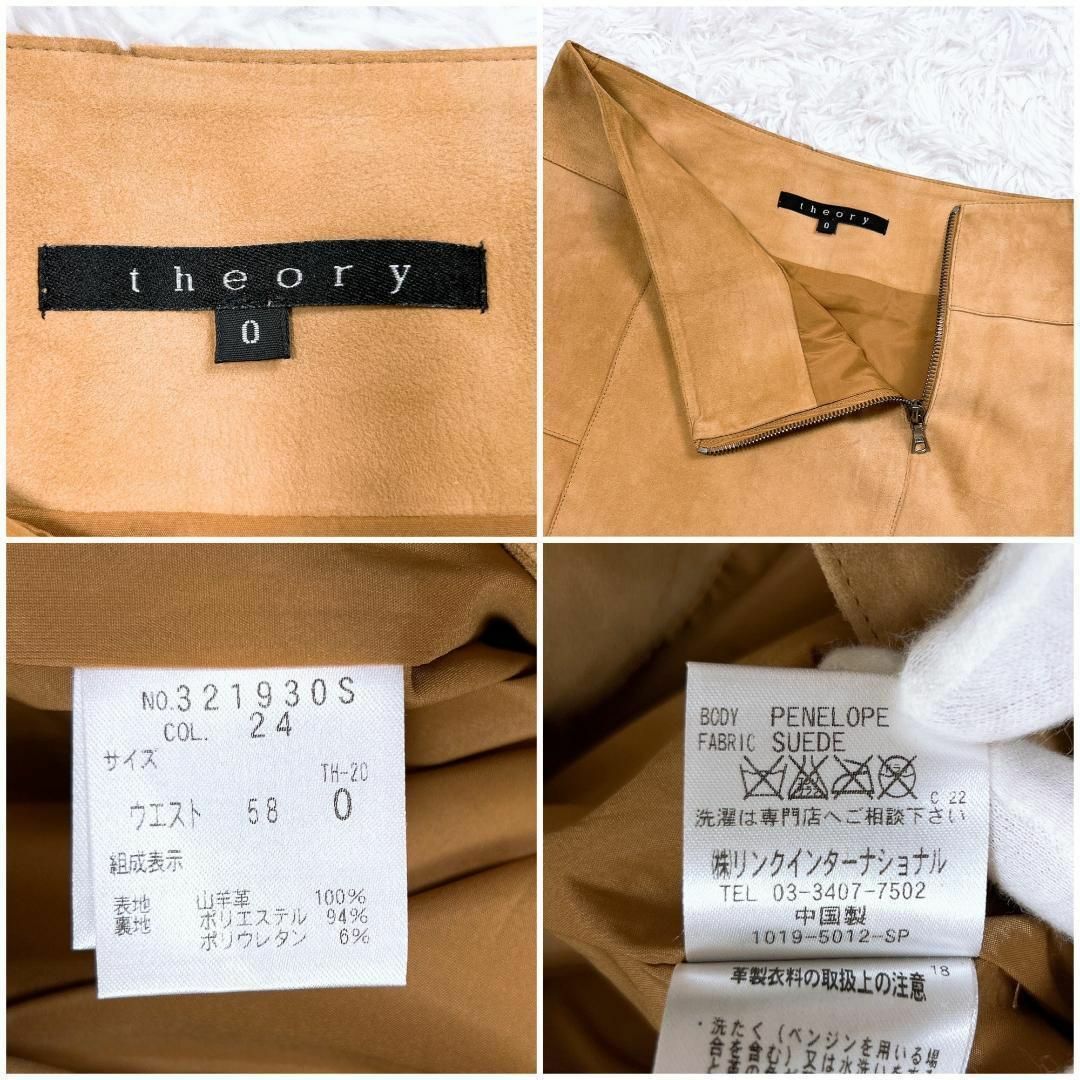 theory
0
theory
0
NO.321930S
COL. 24
サイズ
TH-20
ウエスト 58 0
組成表示
表地 山羊革 100%
裏地 ポリエステル 94%
ポリウレタン 6%
BODY PENELOPE
FABRIC SUEDE
C 22
洗濯は専門店へご相談下さい
㈱リンクインターナショナル
TEL 03-3407-7502
中国製
1019-5012-SP
18
革製衣料の取扱上の注意
・洗たく(ベンジンを用いる場
合を含む)又は水洗いを